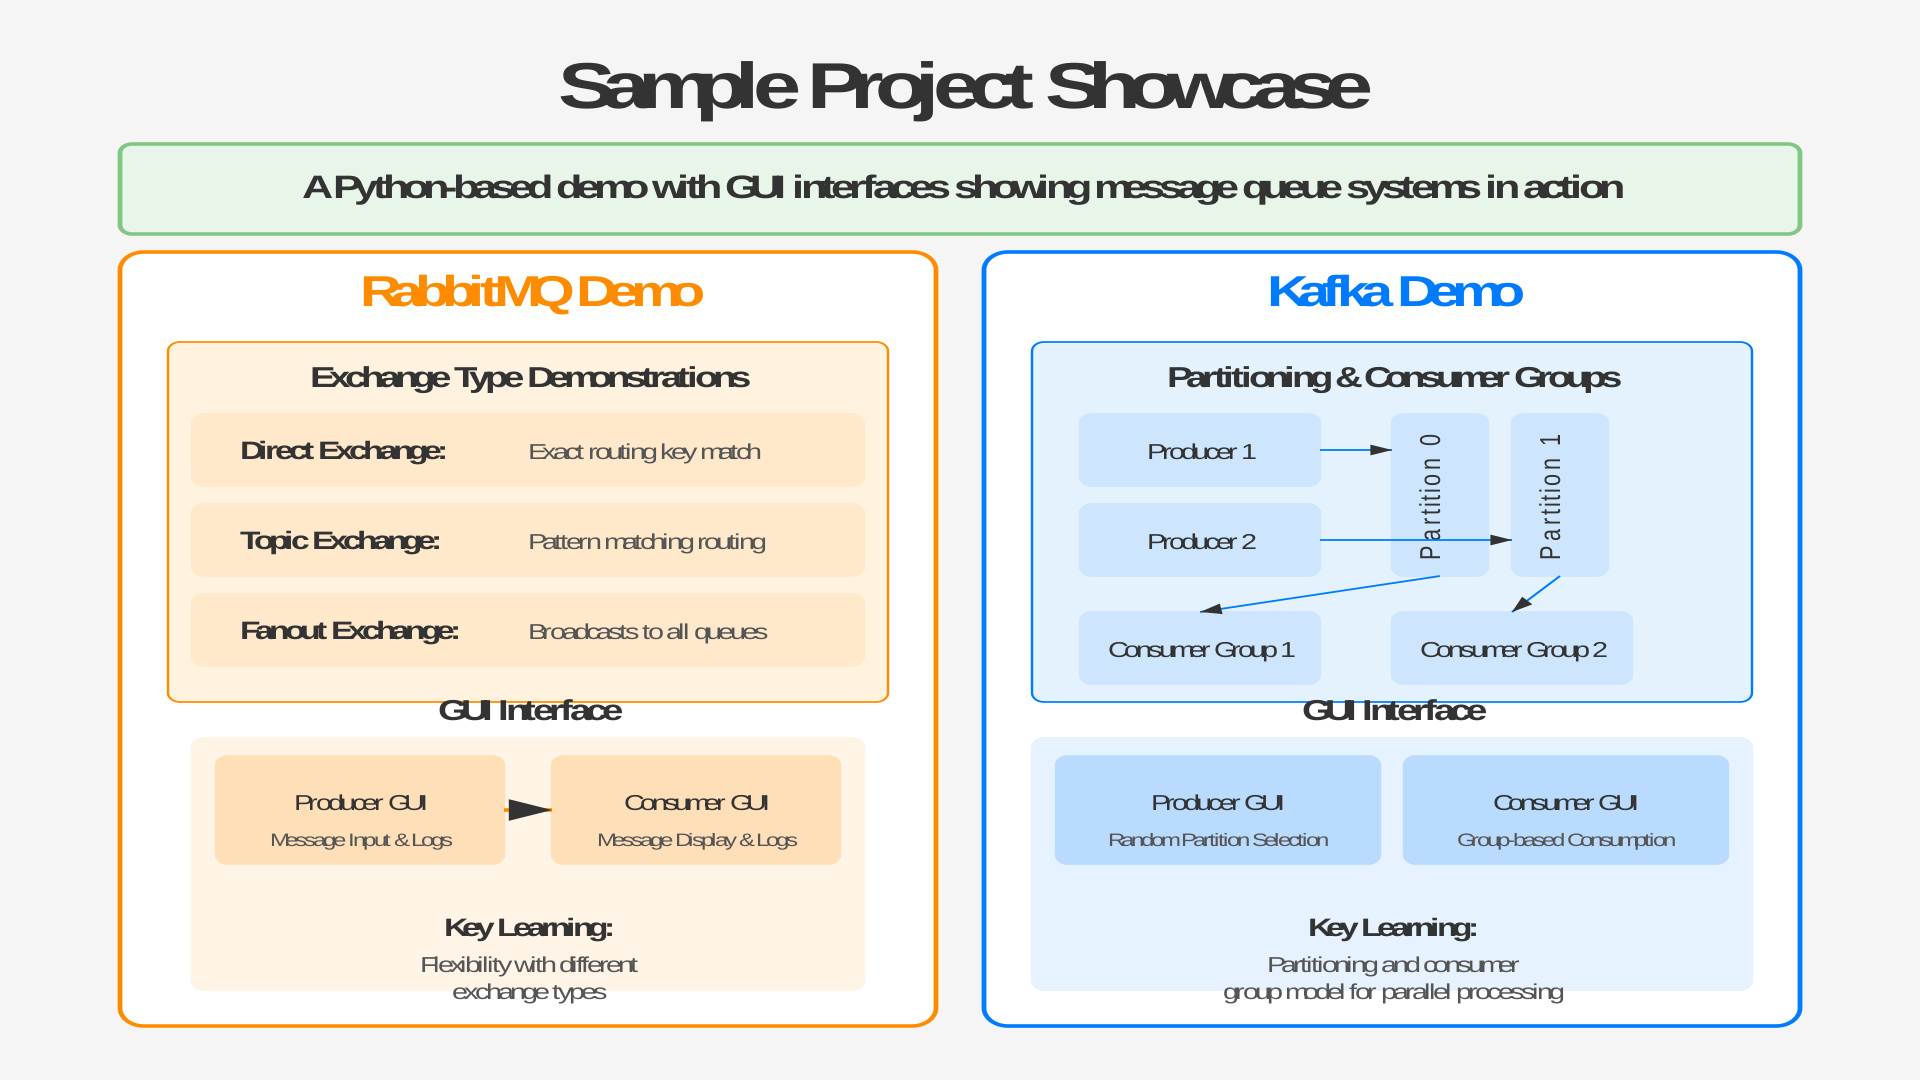 Sample Project Showcase
A Python-based demo with GUI interfaces showing message queue systems in action
RabbitMQ Demo
Exchange Type Demonstrations
Direct Exchange: Exact routing key match
Topic Exchange: Pattern matching routing
Fanout Exchange: Broadcasts to all queues
GUI Interface
Producer GUI
Message Input & Logs
Consumer GUI
Message Display & Logs
Key Learning:
Flexibility with different
exchange types
Kafka Demo
Partitioning & Consumer Groups
Producer 1
Producer 2
Partition 0
Partition 1
Consumer Group 1
Consumer Group 2
GUI Interface
Producer GUI
Random Partition Selection
Consumer GUI
Group-based Consumption
Key Learning:
Partitioning and consumer
group model for parallel processing